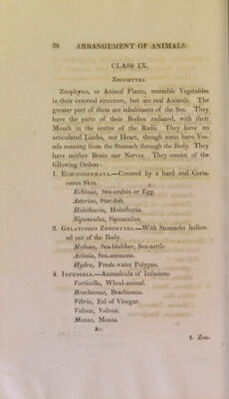 38 ARRANGEMENT OF ANIMALS.
CLASS IX.
ZOOPHYTES.
Zoophytes, or Animal Plants, resemble Vegetables
in their external structure, but are real Animals. The
greater part of them are inhabitants of the Sea. They
have the parts of their Bodies radiated, with their
Mouth in the centre of the Radii. They have no
articulated Limbs, nor Heart, though some have Ves-
sels running from the Stomach through the Body. They
have neither Brain nor Nerves. They consist of the
following Orders:
1. ECHINODERMATA.—Covered by a hard and Coria-
ceous Skin.
Echinus, Sea-urchin or Egg.
Asterias, Star-fish.
Holothuria, Holothuria.
Sipunculus, Sipunculus.
2. GELATINOUS ZOOPHYTES.—With Stomachs hollow-
ed out of the Body.
Medusa, Sea-blubber, Sea-nettle.
Actinia, Sea-anemone.
Hydra, Fresh-water Polypus.
3. INFUSORIA.—Animalcula of Infusions.
Vorticella, Wheel-animal.
Brachionus, Brachionus.
Vibrio, Eel of Vinegar.
Volvox, Volvox.
Monas, Monas.
&c.
4. Zoo-